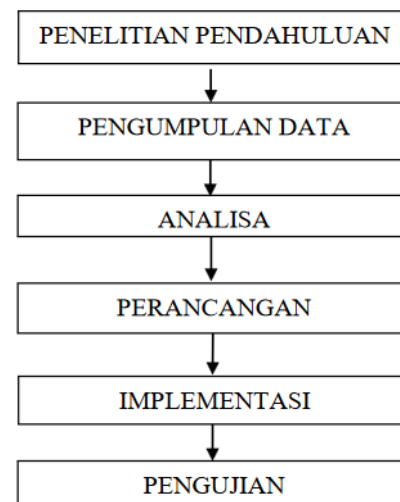 PENELITIAN PENDAHULUAN
PENGUMPULAN DATA
ANALISA
PERANCANGAN
IMPLEMENTASI
PENGUJIAN